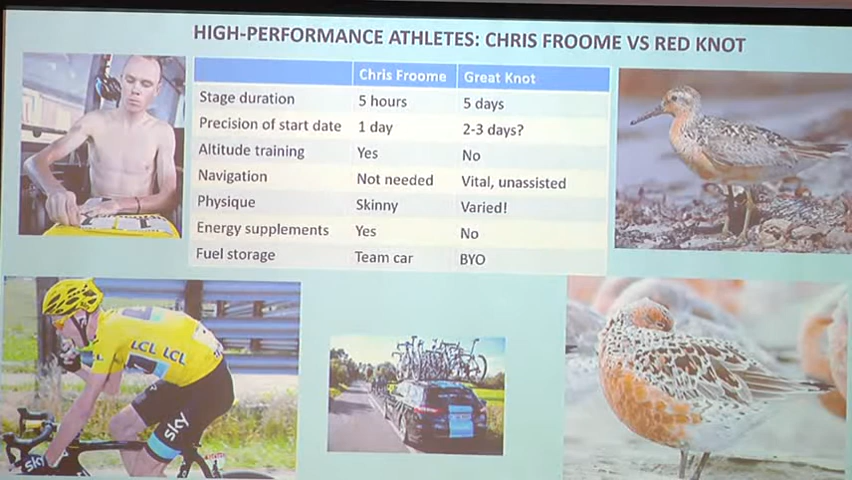 HIGH-PERFORMANCE ATHLETES: CHRIS FROOME VS RED KNOT
Chris Froome Great Knot
Stage duration 5 hours 5 days
Precision of start date 1 day 2-3 days?
Altitude training Yes No
Navigation Not needed Vital, unassisted
Physique Skinny Varied!
Energy supplements Yes No
Fuel storage Team car BYO
LCL LCL
sky
sky